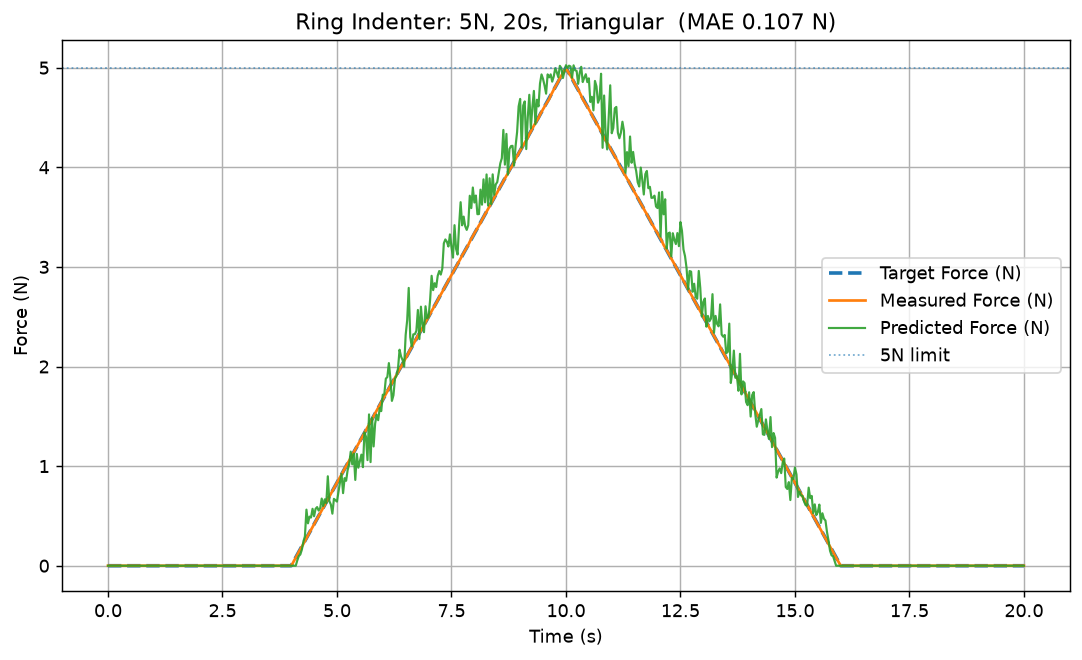 Ring Indenter: 5N, 20s, Triangular (MAE 0.107 N)
Force (N)
5
4
3
2
1
0
Target Force (N)
Measured Force (N)
Predicted Force (N)
5N limit
0.0 2.5 5.0 7.5 10.0 12.5 15.0 17.5 20.0
Time (s)